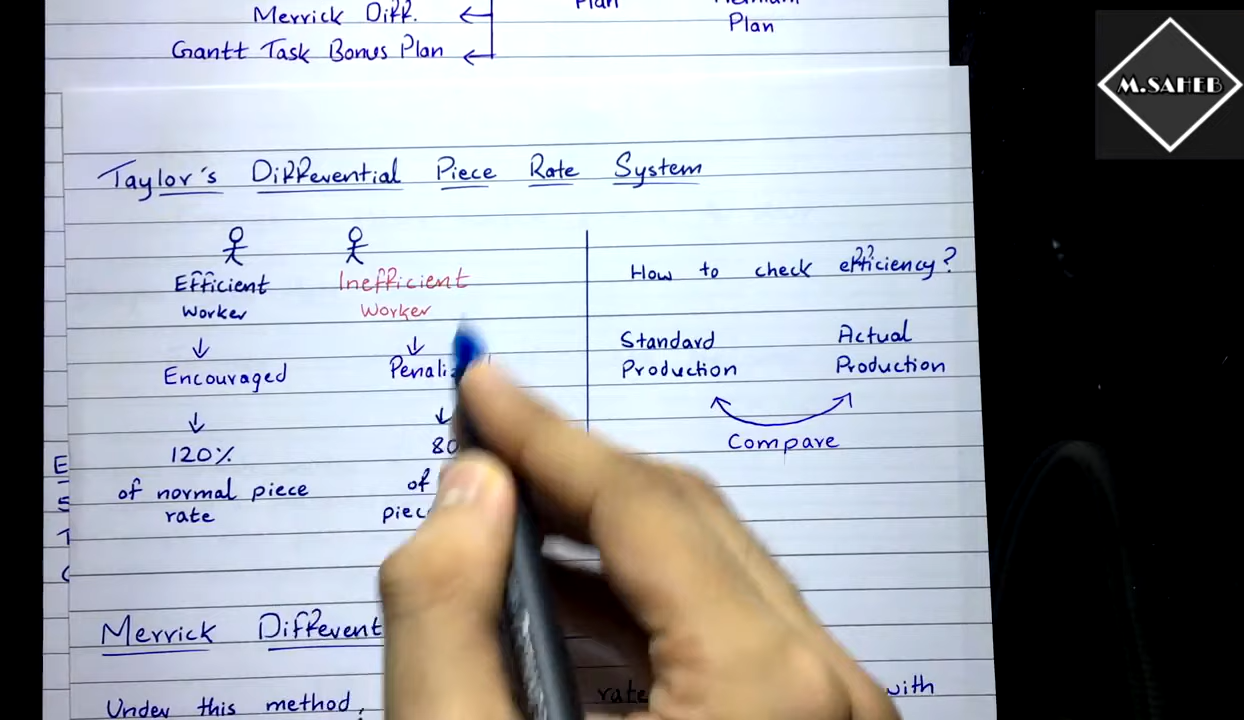 Merrick Diff.
Gantt Task Bonus Plan
Plan
Plan
M.SAHEB
Taylor's Differential Piece Rate System
Efficient
Worker
Inefficient
Worker
Encouraged
120%
of normal piece
rate
80
of
How to check efficiency?
Standard
Production
Actual
Production
Compare
Merrick
Under this method,
rate
with